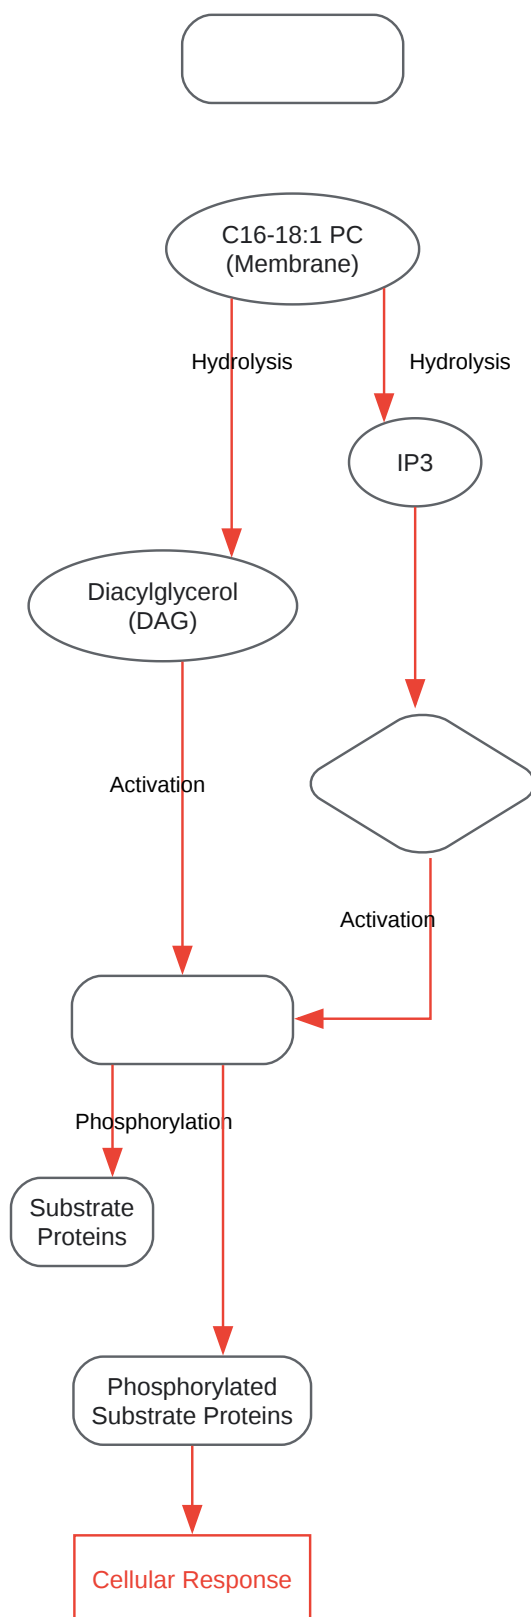 C16-18:1 PC
(Membrane)
Hydrolysis
Hydrolysis
IP3
Diacylglycerol
(DAG)
Activation
Activation
Phosphorylation
Substrate
Proteins
Phosphorylated
Substrate Proteins
Cellular Response